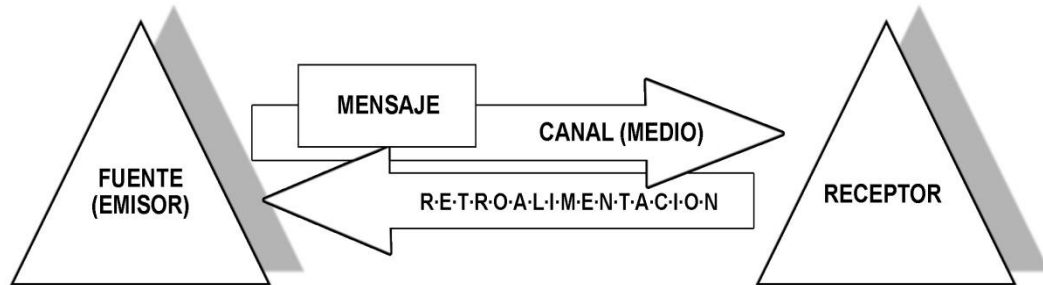 MENSAJE
CANAL (MEDIO)
FUENTE
(EMISOR)
R·E·T·R·O·A·L·I·M·E·N·T·A·C·I·O·N
RECEPTOR